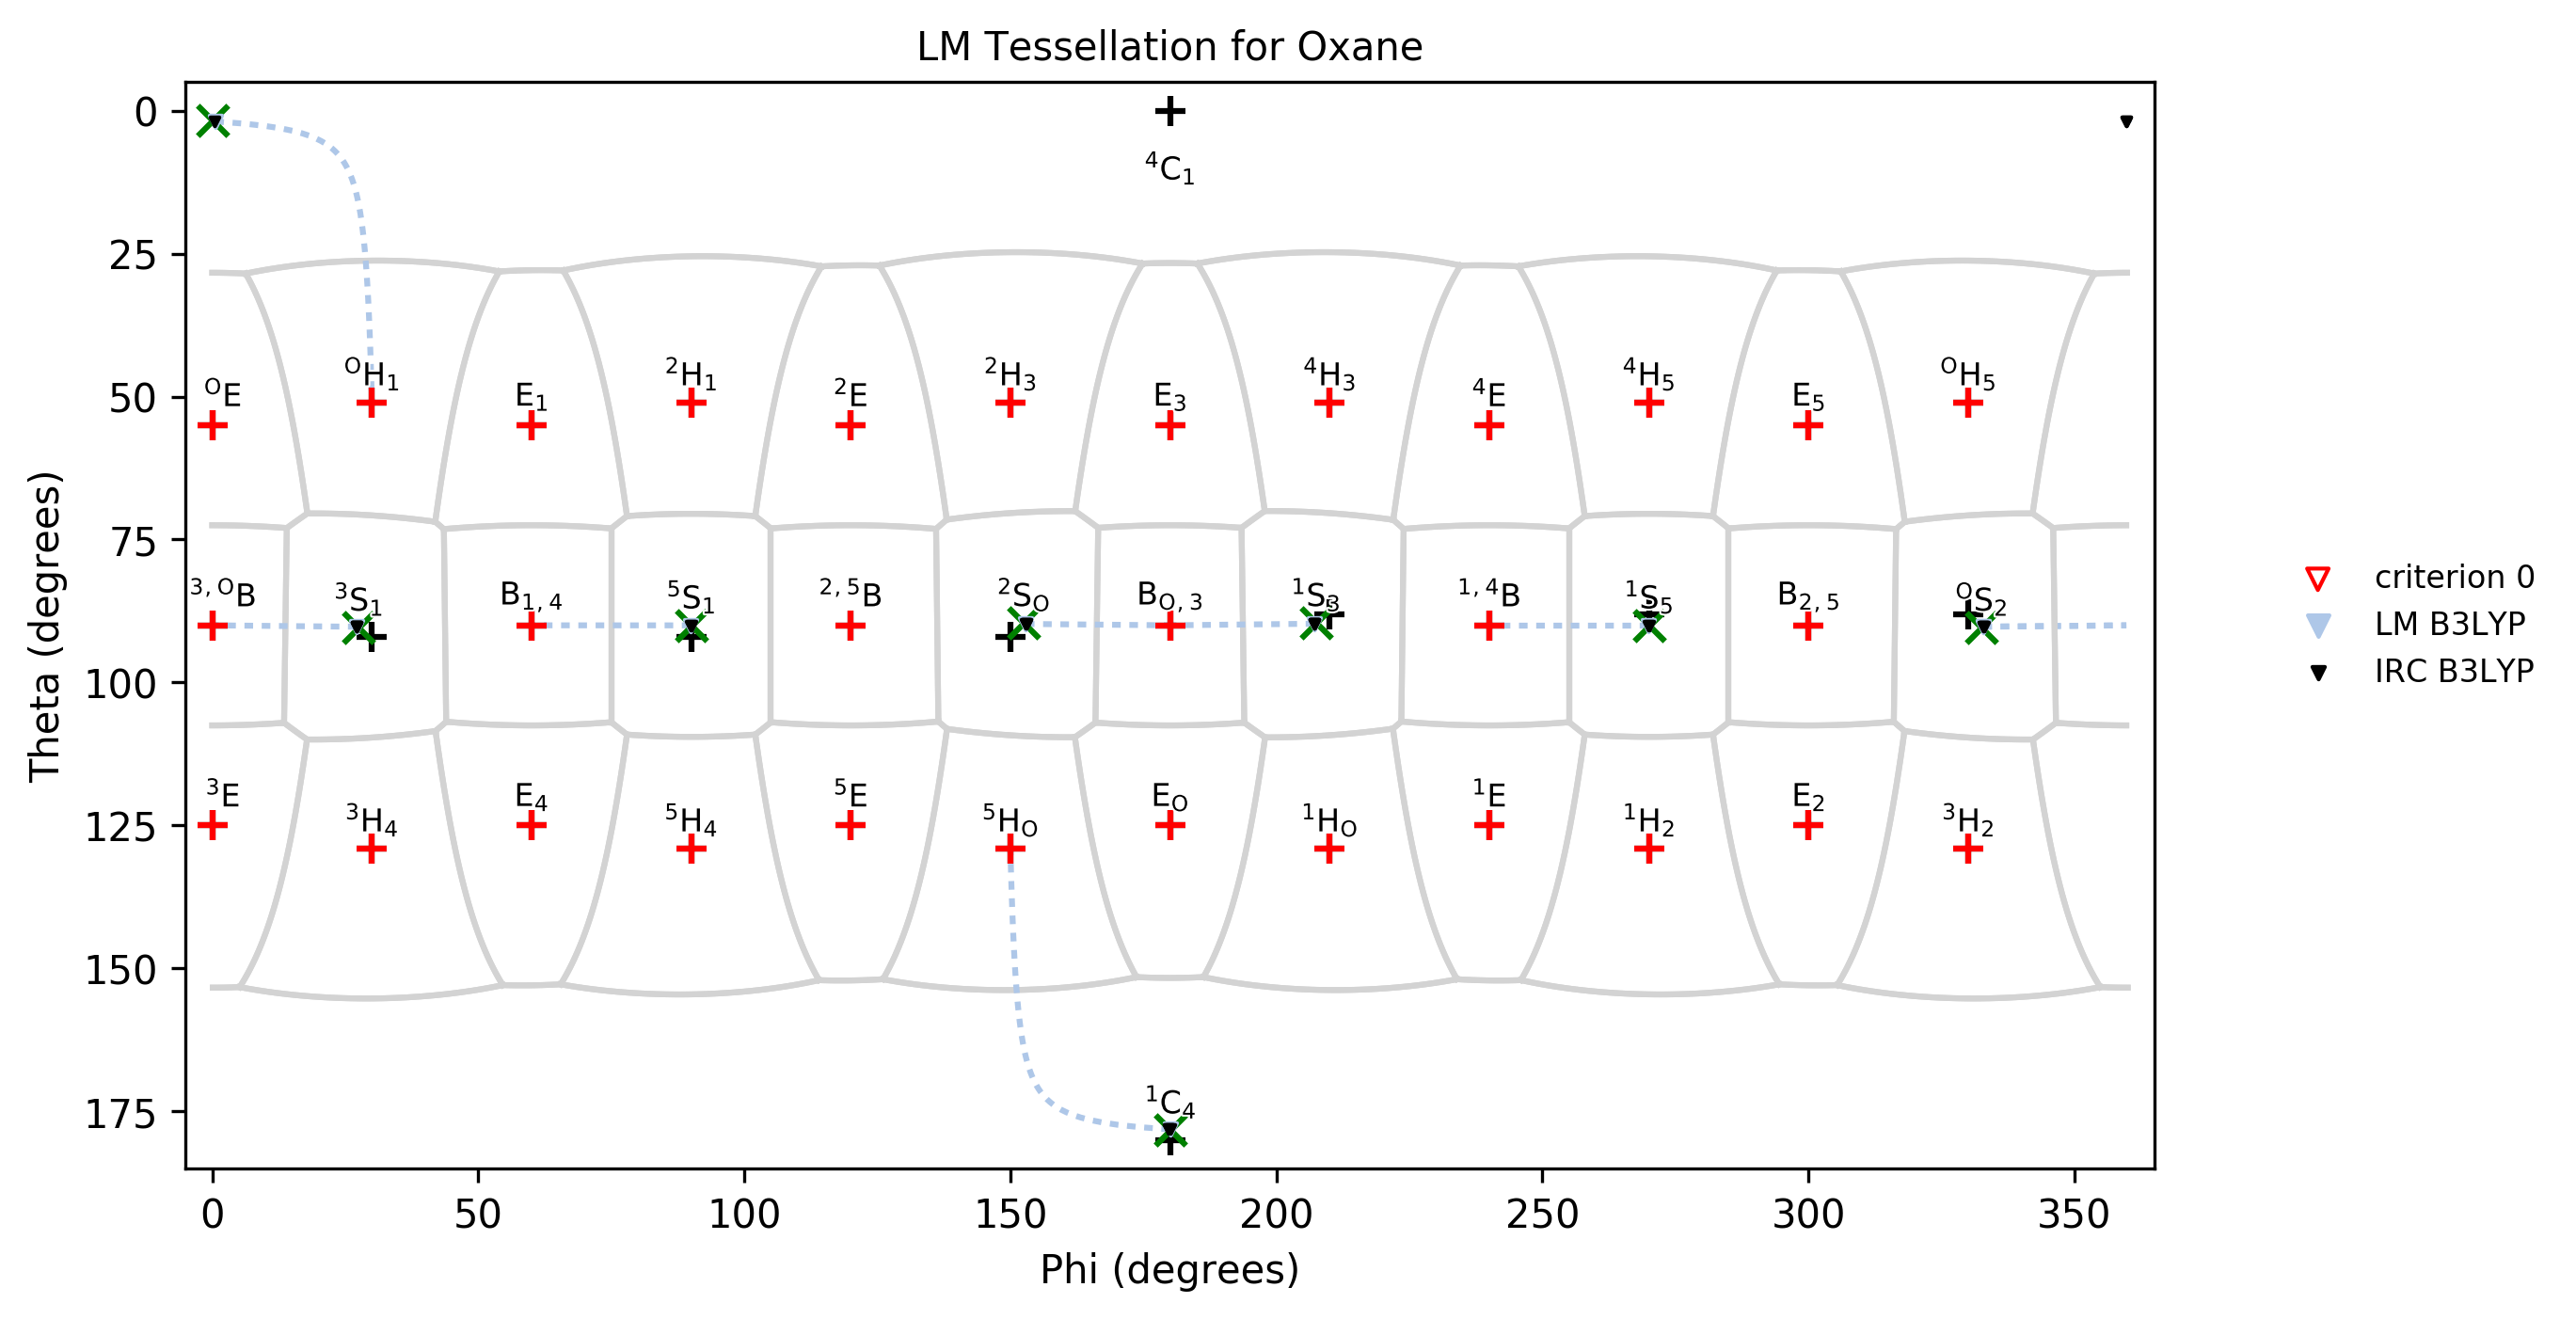 LM Tessellation for Oxane
0
⁴C₁
25
ᴼH₁ ²H₁ ²H₃ ⁴H₃ ⁴H₅ ᴼH₅
50 ᴼE E₁ ²E E₃ ⁴E E₅
75
³,ᴼB ³S₁ B₁,₄ ⁵S₁ ²,⁵B ²Sₒ Bₒ,₃ ¹S₃ ¹,⁴B ¹S₅ B₂,₅ ᴼS₂
criterion 0
LM B3LYP
IRC B3LYP
100
³E E₄ ⁵E Eₒ ¹E E₂
125 ³H₄ ⁵H₄ ⁵Hₒ ¹Hₒ ¹H₂ ³H₂
150
175 ¹C₄
Theta (degrees)
0 50 100 150 200 250 300 350
Phi (degrees)